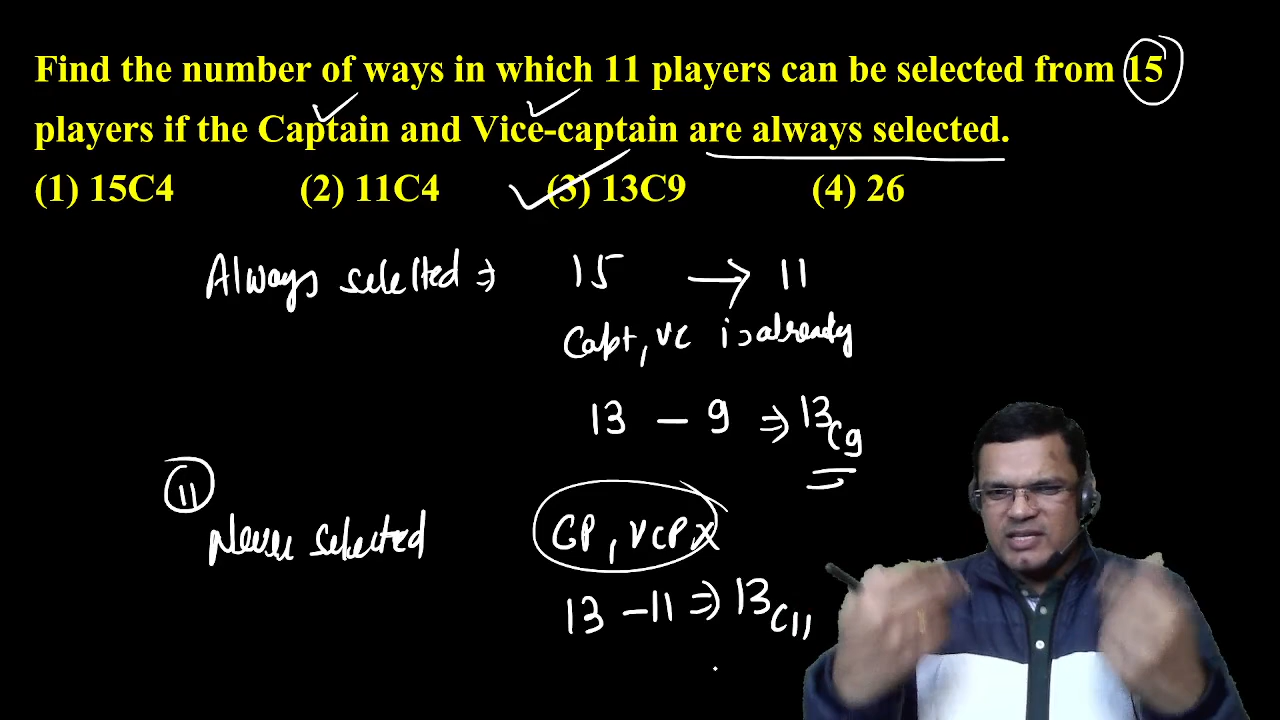 Find the number of ways in which 11 players can be selected from 15
players if the Captain and Vice-captain are always selected.
(1) 15C4 (2) 11C4 (3) 13C9 (4) 26
Always selected ⇒ 15 → 11
Capt, VC is already
13 – 9 ⇒ 13C9
11
Never selected CP, VCP x
13 – 11 ⇒ 13C11